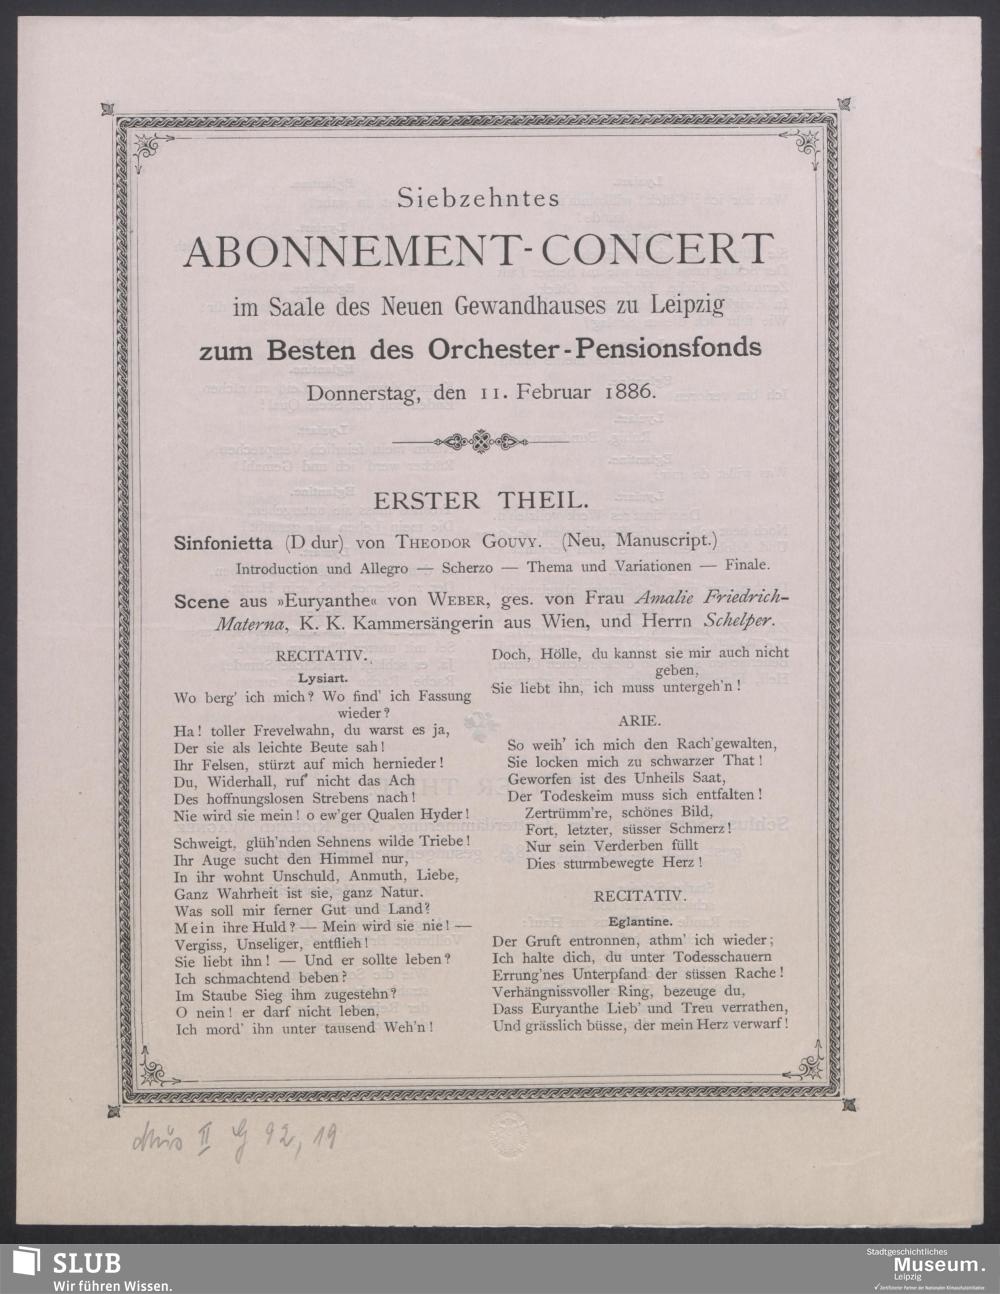 Siebzehntes
ABONNEMENT-CONCERT
im Saale des Neuen Gewandhauses zu Leipzig
zum Besten des Orchester-Pensionsfonds
Donnerstag, den 11. Februar 1886.
ERSTER THEIL.
Sinfonietta (D dur) von THEODOR GOUVY. (Neu, Manuscript.)
Introduction und Allegro — Scherzo — Thema und Variationen — Finale.
Scene aus »Euryanthe« von WEBER, ges. von Frau Amalie Friedrich-
Materna, K. K. Kammersängerin aus Wien, und Herrn Schelper.
RECITATIV.
Lysiart.
Wo berg' ich mich? Wo find' ich Fassung
wieder?
Ha! toller Frevelwahn, du warst es ja,
Der sie als leichte Beute sah!
Ihr Felsen, stürzt auf mich hernieder!
Du, Widerhall, ruf' nicht das Ach
Des hoffnungslosen Strebens nach!
Nie wird sie mein! o ew'ger Qualen Hyder!
Schweigt, glüh'nden Sehnens wilde Triebe!
Ihr Auge sucht den Himmel nur,
In ihr wohnt Unschuld, Anmuth, Liebe,
Ganz Wahrheit ist sie, ganz Natur.
Was soll mir ferner Gut und Land?
Mein ihre Huld? — Mein wird sie nie! —
Vergiss, Unseliger, entflieh!
Sie liebt ihn! — Und er sollte leben?
Ich schmachtend beben?
Im Staube Sieg ihm zugestehn?
O nein! er darf nicht leben,
Ich mord' ihn unter tausend Weh'n!
Doch, Hölle, du kannst sie mir auch nicht
geben,
Sie liebt ihn, ich muss untergeh'n!
ARIE.
So weih' ich mich den Rach'gewalten,
Sie locken mich zu schwarzer That!
Geworfen ist des Unheils Saat,
Der Todeskeim muss sich entfalten!
Zertrümm're, schönes Bild,
Fort, letzter, süsser Schmerz!
Nur sein Verderben füllt
Dies sturmbewegte Herz!
RECITATIV.
Eglantine.
Der Gruft entronnen, athm' ich wieder;
Ich halte dich, du unter Todesschauern
Errung'nes Unterpfand der süssen Rache!
Verhängnissvoller Ring, bezeuge du,
Dass Euryanthe Lieb' und Treu verrathen,
Und grässlich büsse, der mein Herz verwarf!
Mus II G 92, 19
SLUB
Wir führen Wissen.
Stadtgeschichtliches
Museum.
Leipzig
Zertifizierter Partner der Nationalen Klimaschutzinitiative